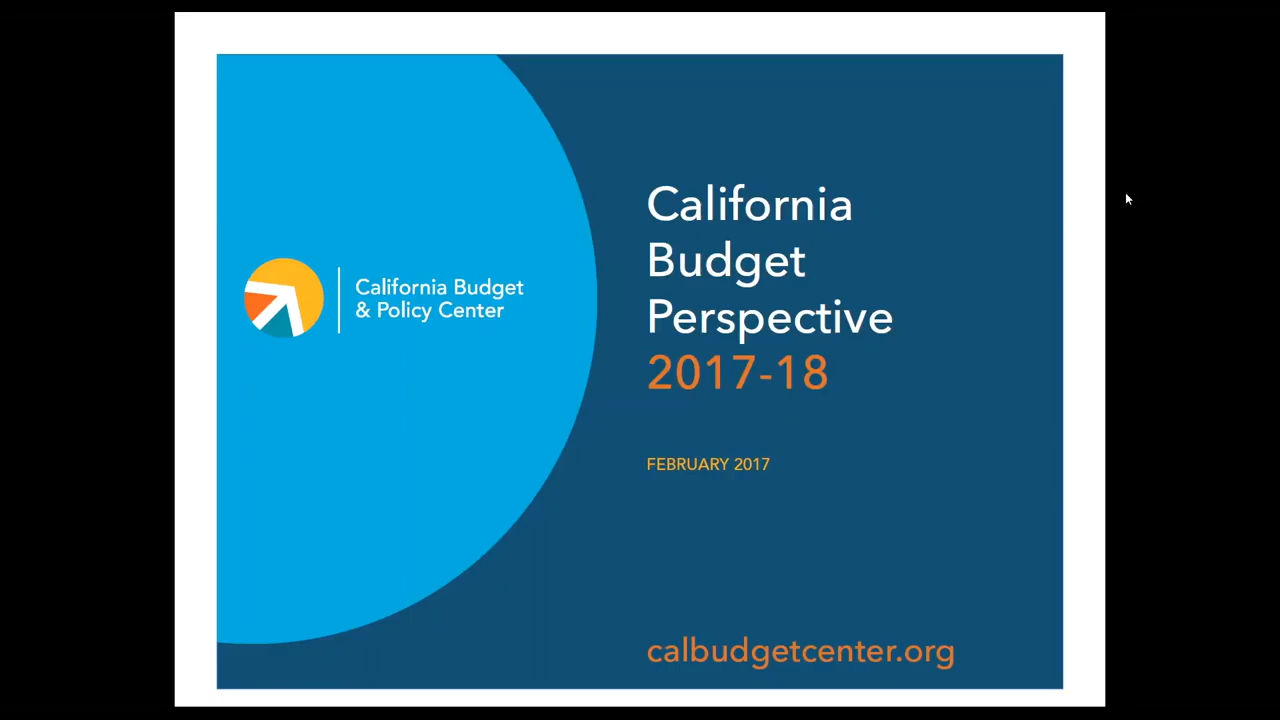 California Budget
& Policy Center
California
Budget
Perspective
2017-18
FEBRUARY 2017
calbudgetcenter.org